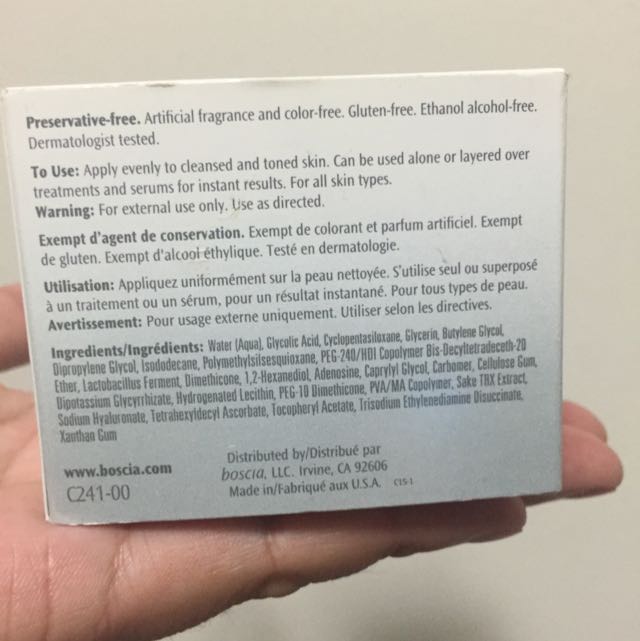 Preservative-free. Artificial fragrance and color-free. Gluten-free. Ethanol alcohol-free.
Dermatologist tested.
To Use: Apply evenly to cleansed and toned skin. Can be used alone or layered over
treatments and serums for instant results. For all skin types.
Warning: For external use only. Use as directed.
Exempt d'agent de conservation. Exempt de colorant et parfum artificiel. Exempt
de gluten. Exempt d'alcool éthylique. Testé en dermatologie.
Utilisation: Appliquez uniformément sur la peau nettoyée. S'utilise seul ou superposé
à un traitement ou un sérum, pour un résultat instantané. Pour tous types de peau.
Avertissement: Pour usage externe uniquement. Utiliser selon les directives.
Ingredients/Ingrédients: Water (Aqua), Glycolic Acid, Cyclopentasiloxane, Glycerin, Butylene Glycol,
Dipropylene Glycol, Isododecane, Polymethylsilsesquioxane, PEG-240/HDI Copolymer Bis-Decyltetradeceth-20
Ether, Lactobacillus Ferment, Dimethicone, 1,2-Hexanediol, Adenosine, Caprylyl Glycol, Carbomer, Cellulose Gum,
Dipotassium Glycyrrhizate, Hydrogenated Lecithin, PEG-10 Dimethicone, PVA/MA Copolymer, Sake TRX Extract,
Sodium Hyaluronate, Tetrahexyldecyl Ascorbate, Tocopheryl Acetate, Trisodium Ethylenediamine Disuccinate,
Xanthan Gum
www.boscia.com
C241-00
Distributed by/Distribué par
boscia, LLC. Irvine, CA 92606
Made in/Fabriqué aux U.S.A. C15-1